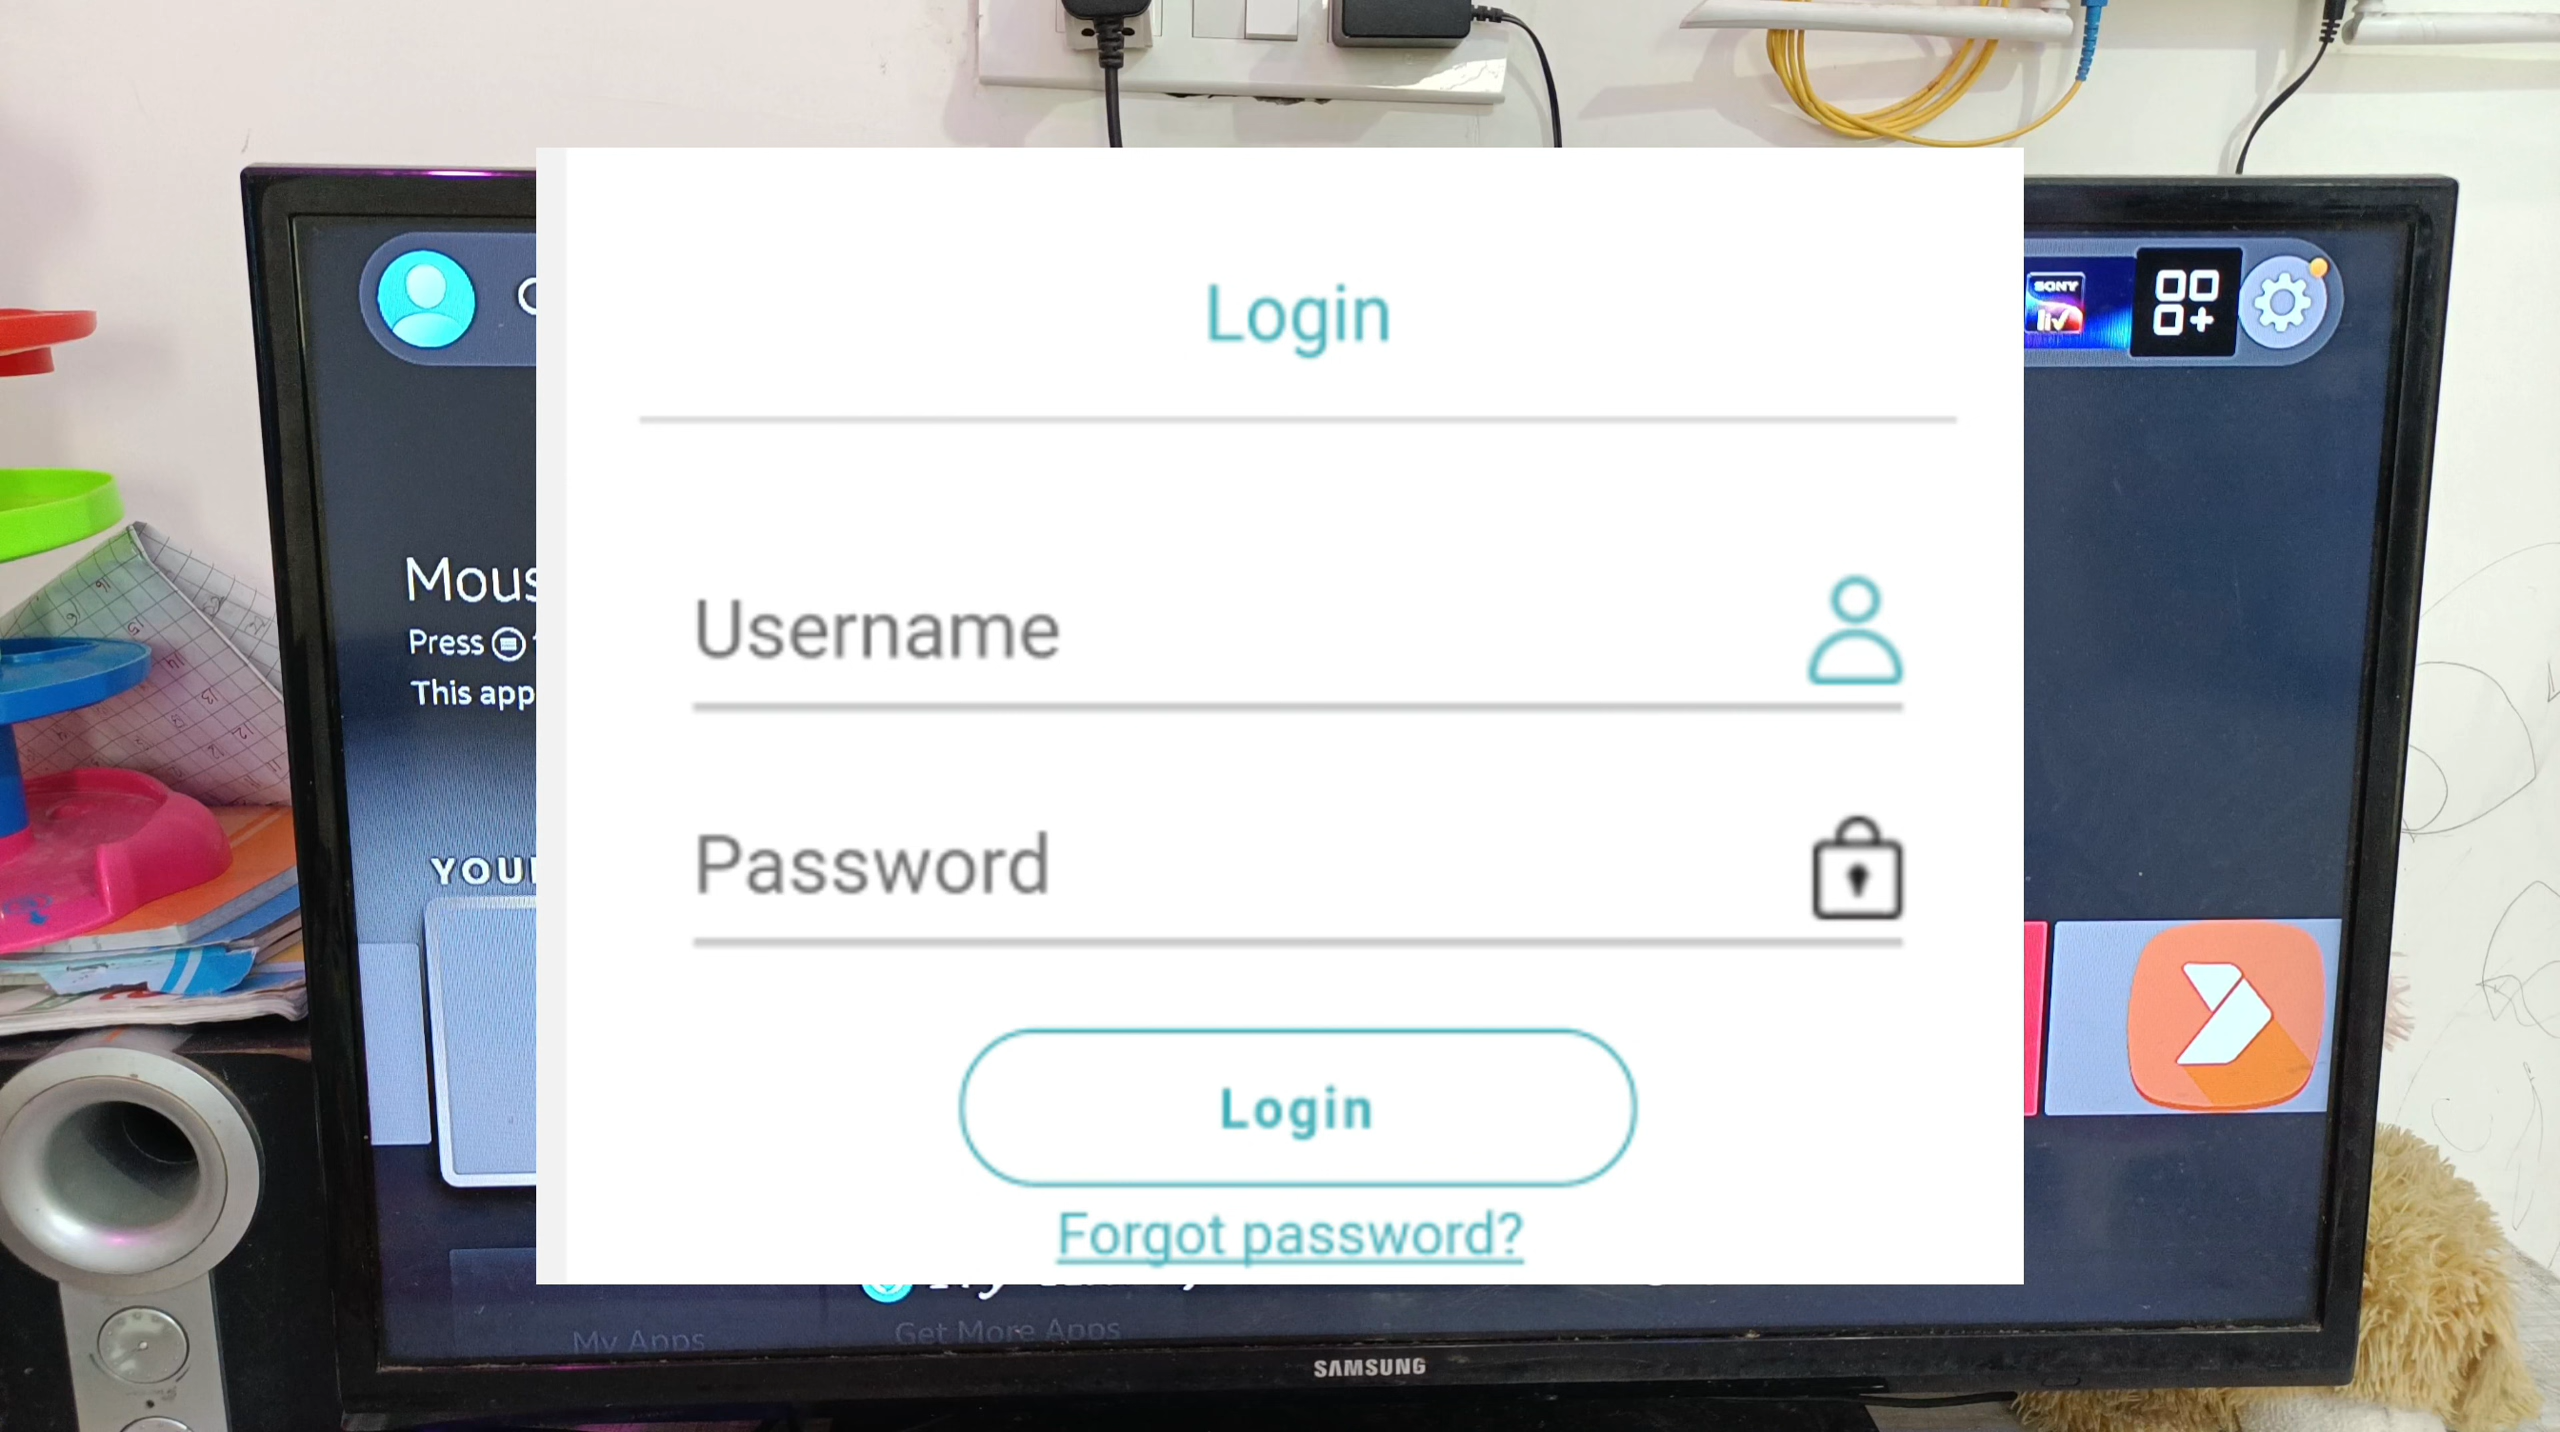 SONY
liv
Login
Mous
Press
This app
Username
YOU
Password
Login
Forgot password?
My Apps
Get More Apps
SAMSUNG